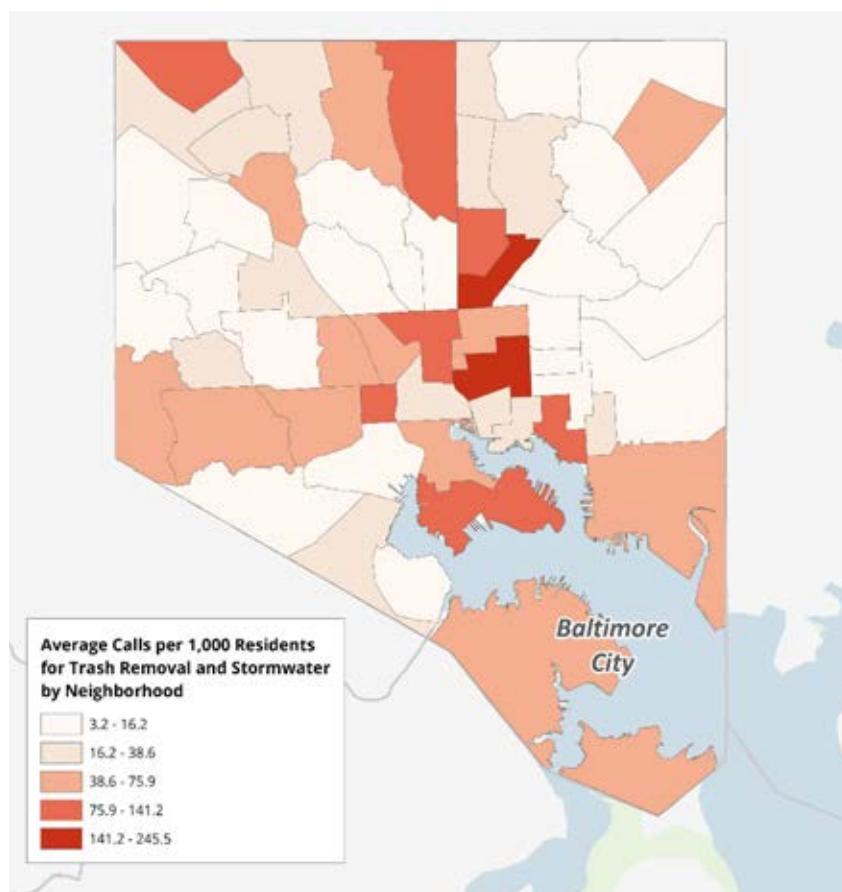 Baltimore
City
Average Calls per 1,000 Residents
for Trash Removal and Stormwater
by Neighborhood
3.2 - 16.2
16.2 - 38.6
38.6 - 75.9
75.9 - 141.2
141.2 - 245.5